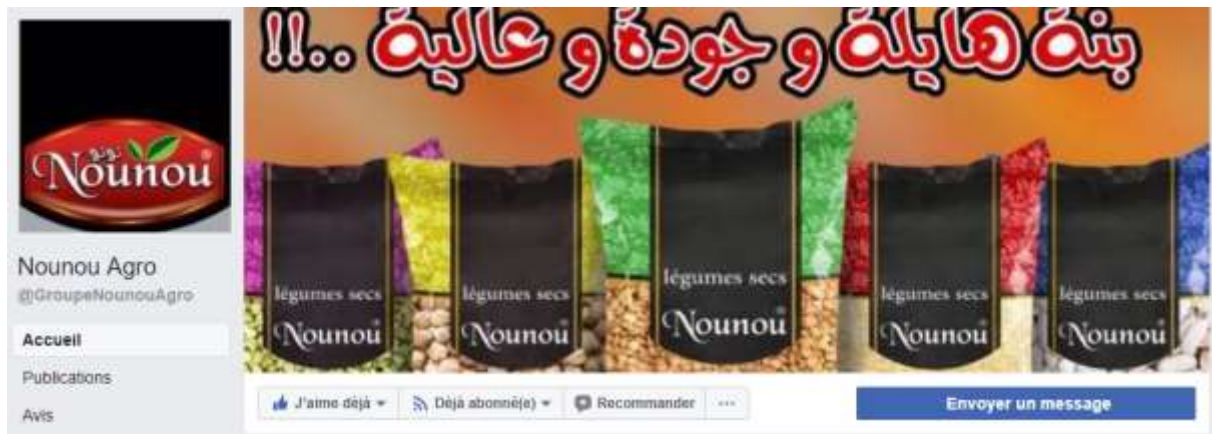 بنة هايلة و جودة و عالية ..!!
نونو
Nounou
Nounou Agro
@GroupeNounouAgro
Accueil
Publications
Avis
légumes secs
Nounou
légumes secs
Nounou
légumes secs
Nounou
légumes secs
Nounou
légumes secs
Nounou
J'aime déjà
Déjà abonné(e)
Recommander
...
Envoyer un message